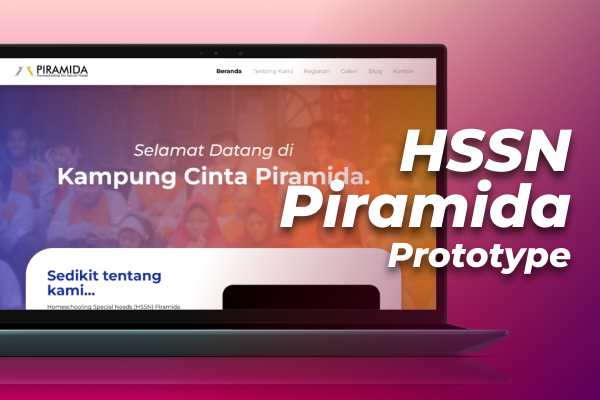 PIRAMIDA
Homeschooling For Special Needs
Beranda Tentang Kami Kegiatan Galeri Blog Kontak
Selamat Datang di
Kampung Cinta Piramida.
HSSN
Piramida
Prototype
Sedikit tentang
kami...
Homeschooling Special Needs (HSSN) Piramida